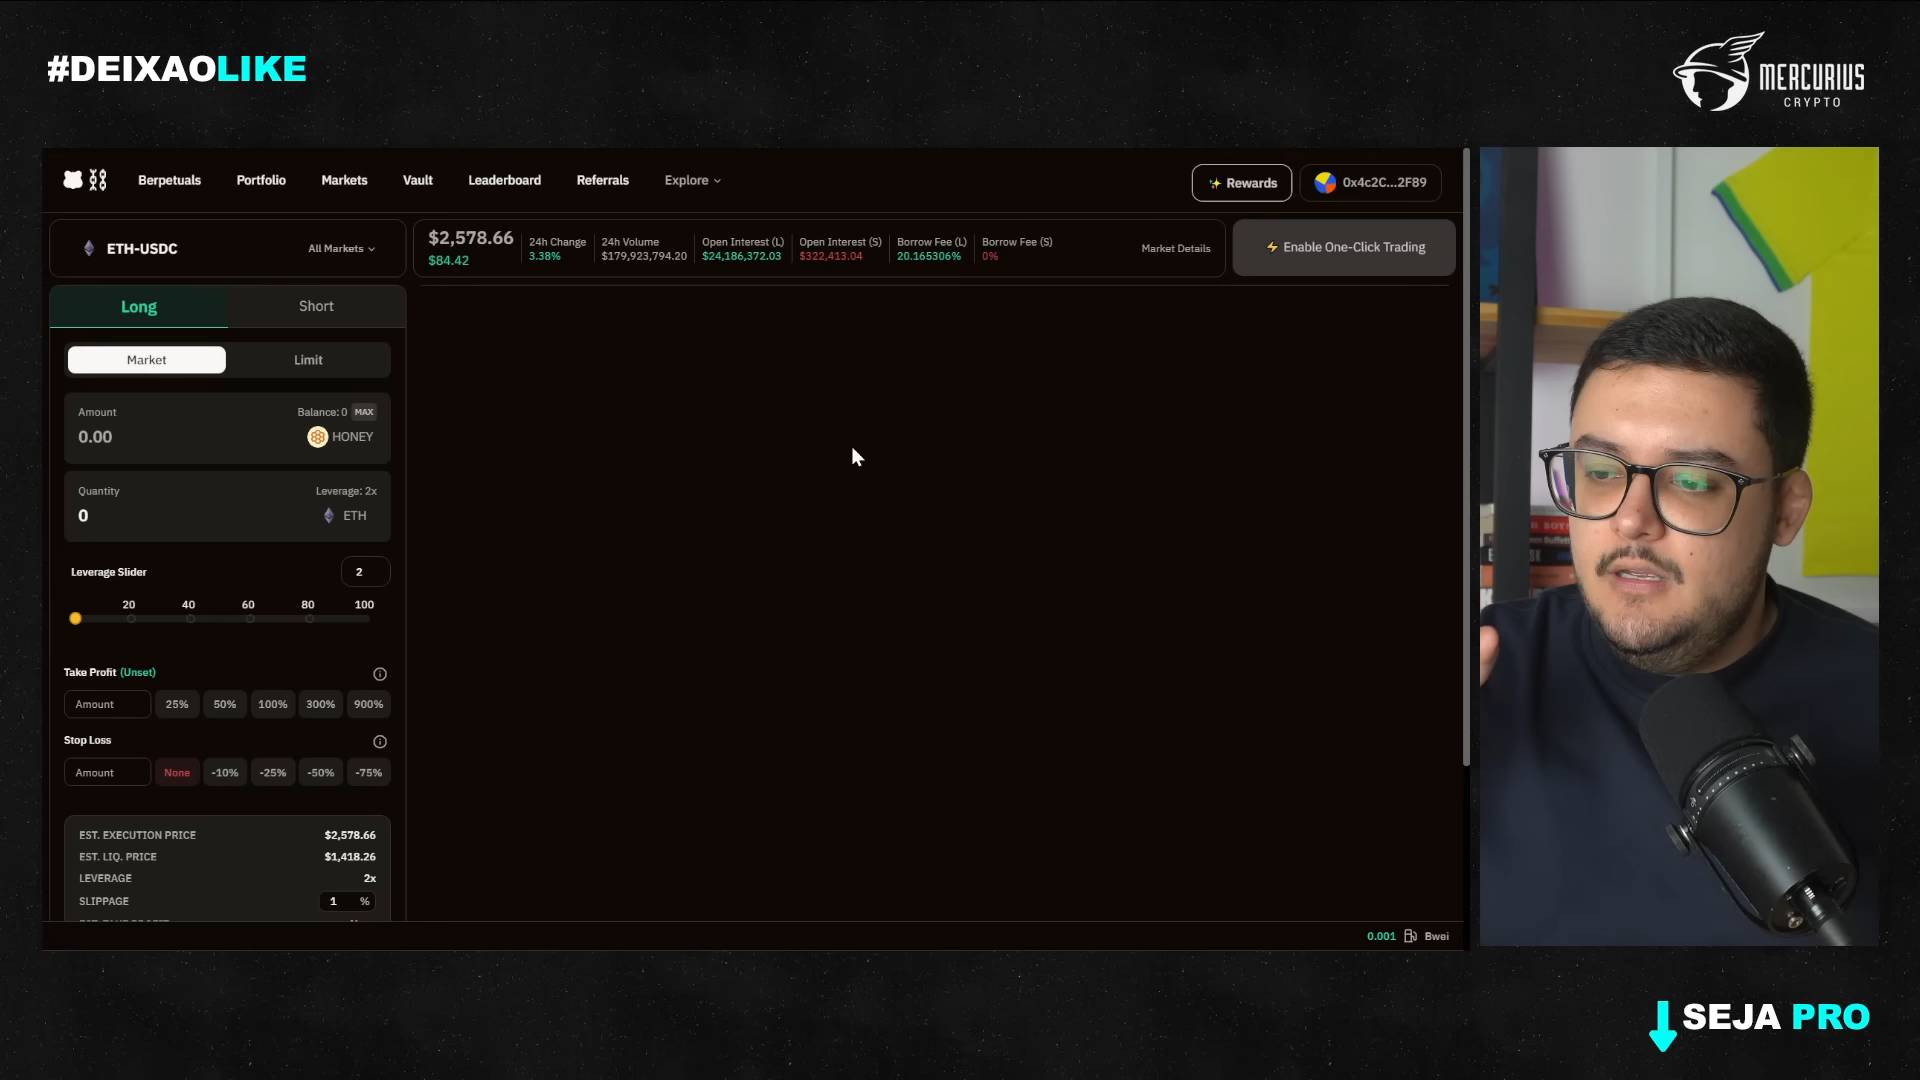 #DEIXAOLIKE
MERCURIUS
CRYPTO
Berpetuals
Portfolio
Markets
Vault
Leaderboard
Referrals
Explore
Rewards
0x4c2C...2F89
ETH-USDC
All Markets
$2,578.66
$84.42
24h Change
3.38%
24h Volume
$179,923,794.20
Open Interest (L)
$24,186,372.03
Open Interest (S)
$322,413.04
Borrow Fee (L)
20.165306%
Borrow Fee (S)
0%
Market Details
Enable One-Click Trading
Long
Short
Market
Limit
Amount
Balance: 0 MAX
0.00
HONEY
Quantity
Leverage: 2x
0
ETH
Leverage Slider
2
20 40 60 80 100
Take Profit (Unset)
Amount 25% 50% 100% 300% 900%
Stop Loss
Amount None -10% -25% -50% -75%
EST. EXECUTION PRICE $2,578.66
EST. LIQ. PRICE $1,418.26
LEVERAGE 2x
SLIPPAGE 1 %
0.001 Bwei
SEJA PRO